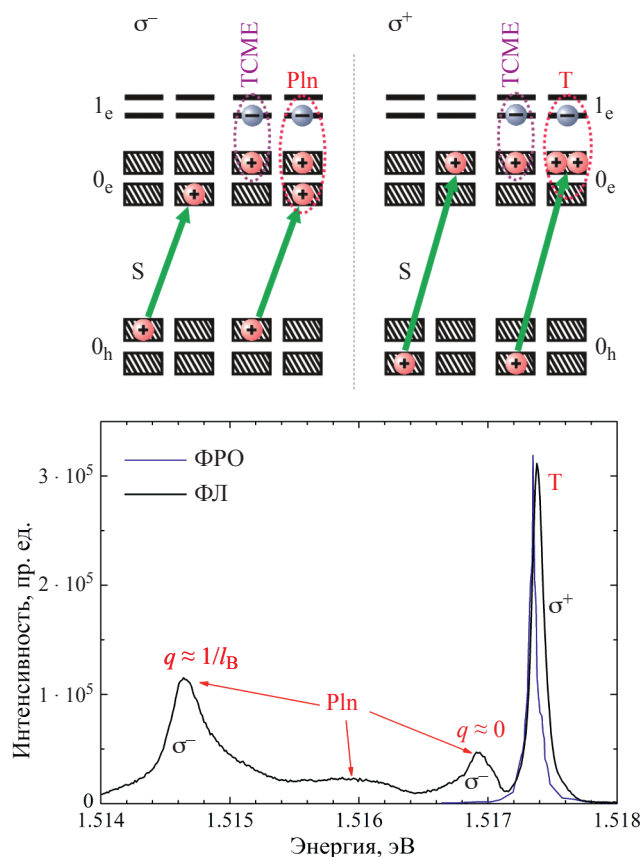 σ⁻
σ⁺
TCME
Pln
TCME
T
1e
1e
0e
0e
S
S
0h
0h
ФРО
ФЛ
T
σ⁺
q ≈ 1/lB
Pln
q ≈ 0
σ⁻
σ⁻
3 · 10⁵
2 · 10⁵
1 · 10⁵
0
Интенсивность, пр. ед.
1.514
1.515
1.516
1.517
1.518
Энергия, эВ